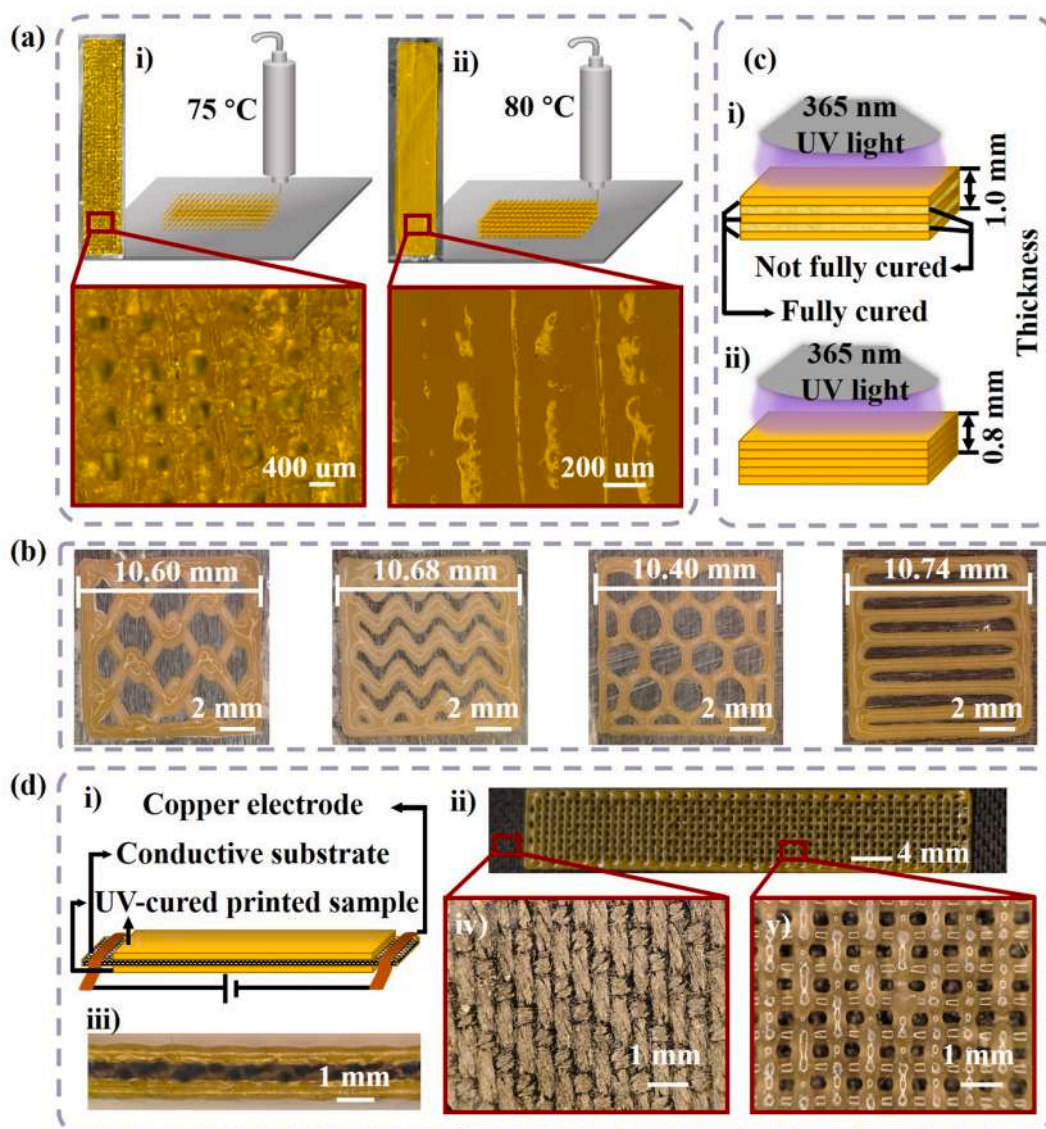 (a)
i)
75 °C
400 um
ii)
80 °C
200 um
(c)
i)
365 nm
UV light
1.0 mm
Not fully cured
Fully cured
ii)
365 nm
UV light
0.8 mm
Thickness
(b)
10.60 mm
2 mm
10.68 mm
2 mm
10.40 mm
2 mm
10.74 mm
2 mm
(d)
i)
Copper electrode
Conductive substrate
UV-cured printed sample
ii)
4 mm
iii)
1 mm
iv)
1 mm
v)
1 mm